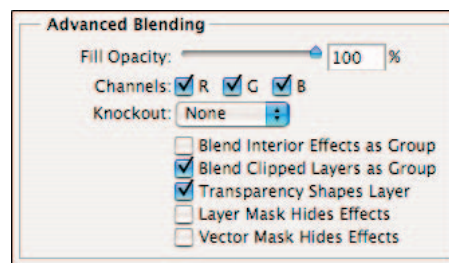 Advanced Blending
Fill Opacity: 100 %
Channels: R G B
Knockout: None
Blend Interior Effects as Group
Blend Clipped Layers as Group
Transparency Shapes Layer
Layer Mask Hides Effects
Vector Mask Hides Effects